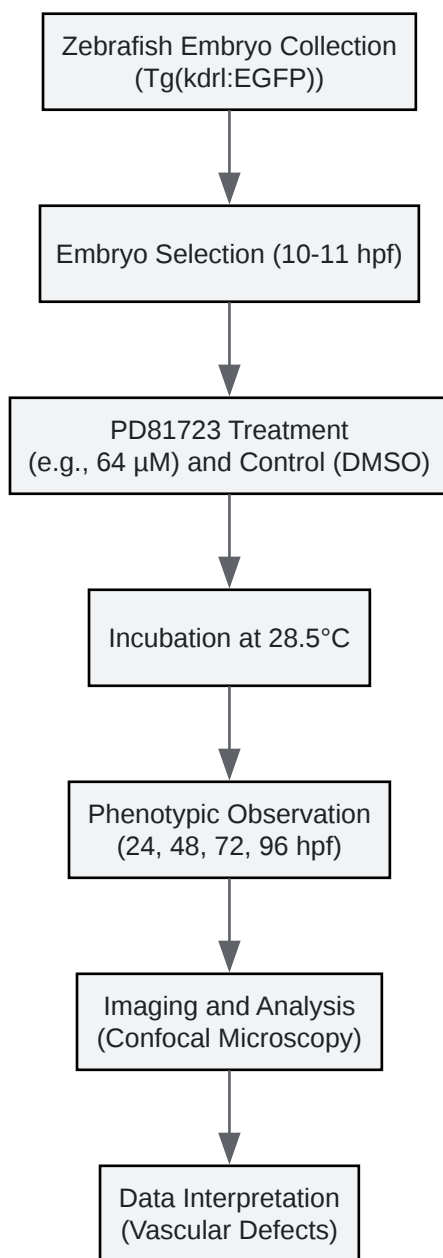 Zebrafish Embryo Collection
(Tg(kdrl:EGFP))
Embryo Selection (10-11 hpf)
PD81723 Treatment
(e.g., 64 µM) and Control (DMSO)
Incubation at 28.5°C
Phenotypic Observation
(24, 48, 72, 96 hpf)
Imaging and Analysis
(Confocal Microscopy)
Data Interpretation
(Vascular Defects)